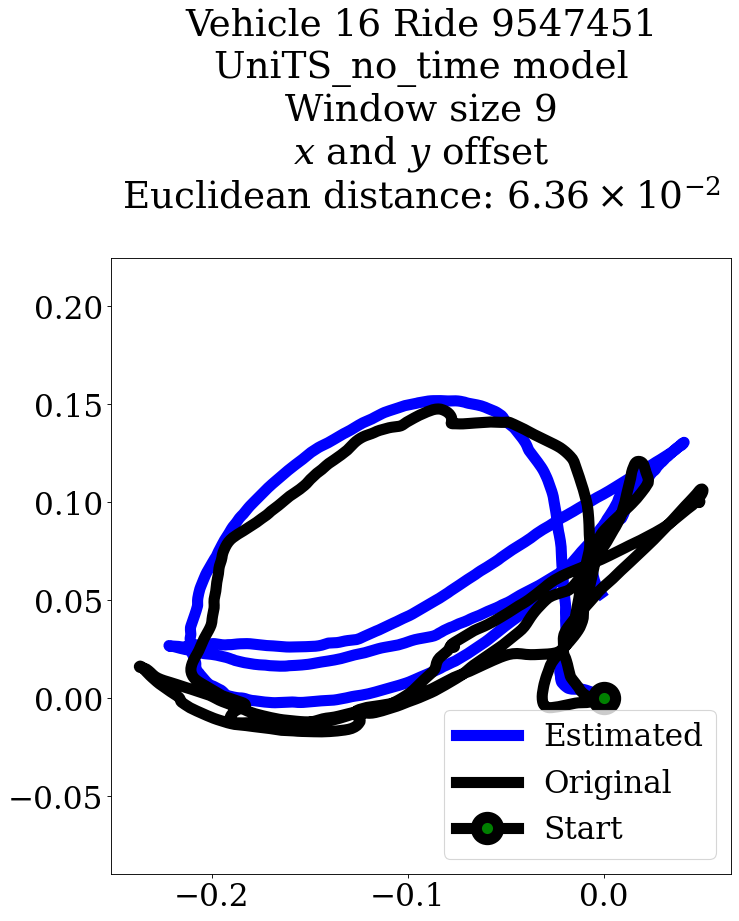 Vehicle 16 Ride 9547451
UniTS_no_time model
Window size 9
x and y offset
Euclidean distance: 6.36 × 10⁻²
0.20
0.15
0.10
0.05
0.00
−0.05
−0.2
−0.1
0.0
Estimated
Original
Start